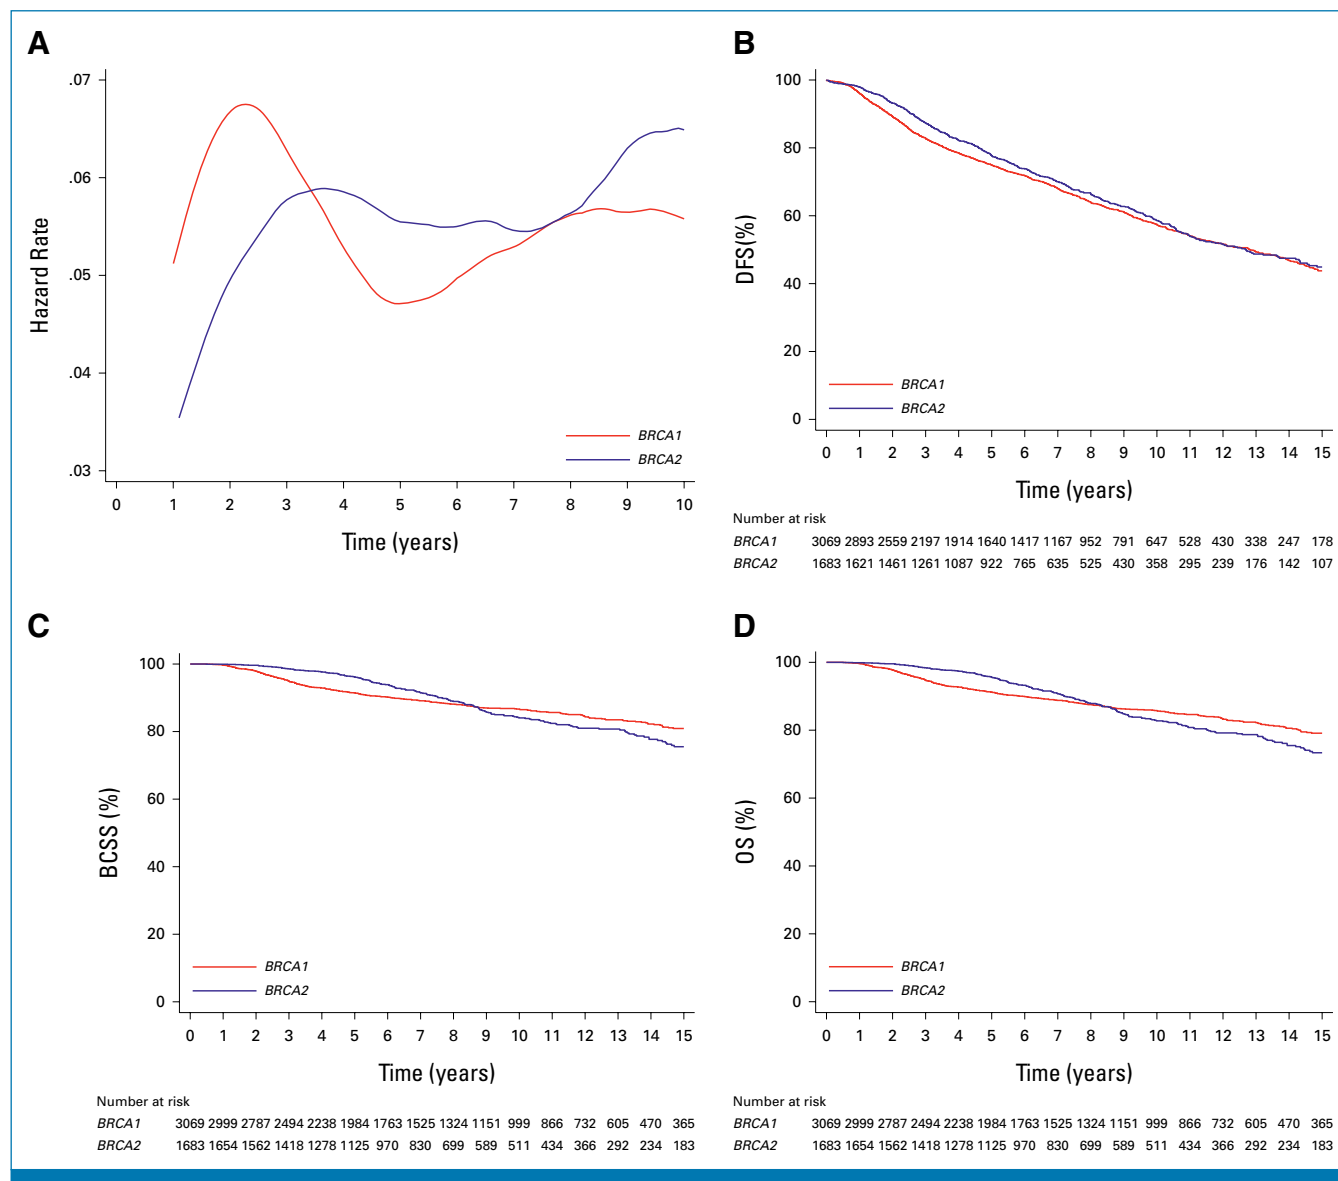 A
.07
.06
.05
.04
.03
Hazard Rate
BRCA1
BRCA2
0 1 2 3 4 5 6 7 8 9 10
Time (years)
B
100
80
60
40
20
0
DFS(%)
BRCA1
BRCA2
0 1 2 3 4 5 6 7 8 9 10 11 12 13 14 15
Time (years)
Number at risk
BRCA1 3069 2893 2559 2197 1914 1640 1417 1167 952 791 647 528 430 338 247 178
BRCA2 1683 1621 1461 1261 1087 922 765 635 525 430 358 295 239 176 142 107
C
100
80
60
40
20
0
BCSS (%)
BRCA1
BRCA2
0 1 2 3 4 5 6 7 8 9 10 11 12 13 14 15
Time (years)
Number at risk
BRCA1 3069 2999 2787 2494 2238 1984 1763 1525 1324 1151 999 866 732 605 470 365
BRCA2 1683 1654 1562 1418 1278 1125 970 830 699 589 511 434 366 292 234 183
D
100
80
60
40
20
0
OS (%)
BRCA1
BRCA2
0 1 2 3 4 5 6 7 8 9 10 11 12 13 14 15
Time (years)
Number at risk
BRCA1 3069 2999 2787 2494 2238 1984 1763 1525 1324 1151 999 866 732 605 470 365
BRCA2 1683 1654 1562 1418 1278 1125 970 830 699 589 511 434 366 292 234 183